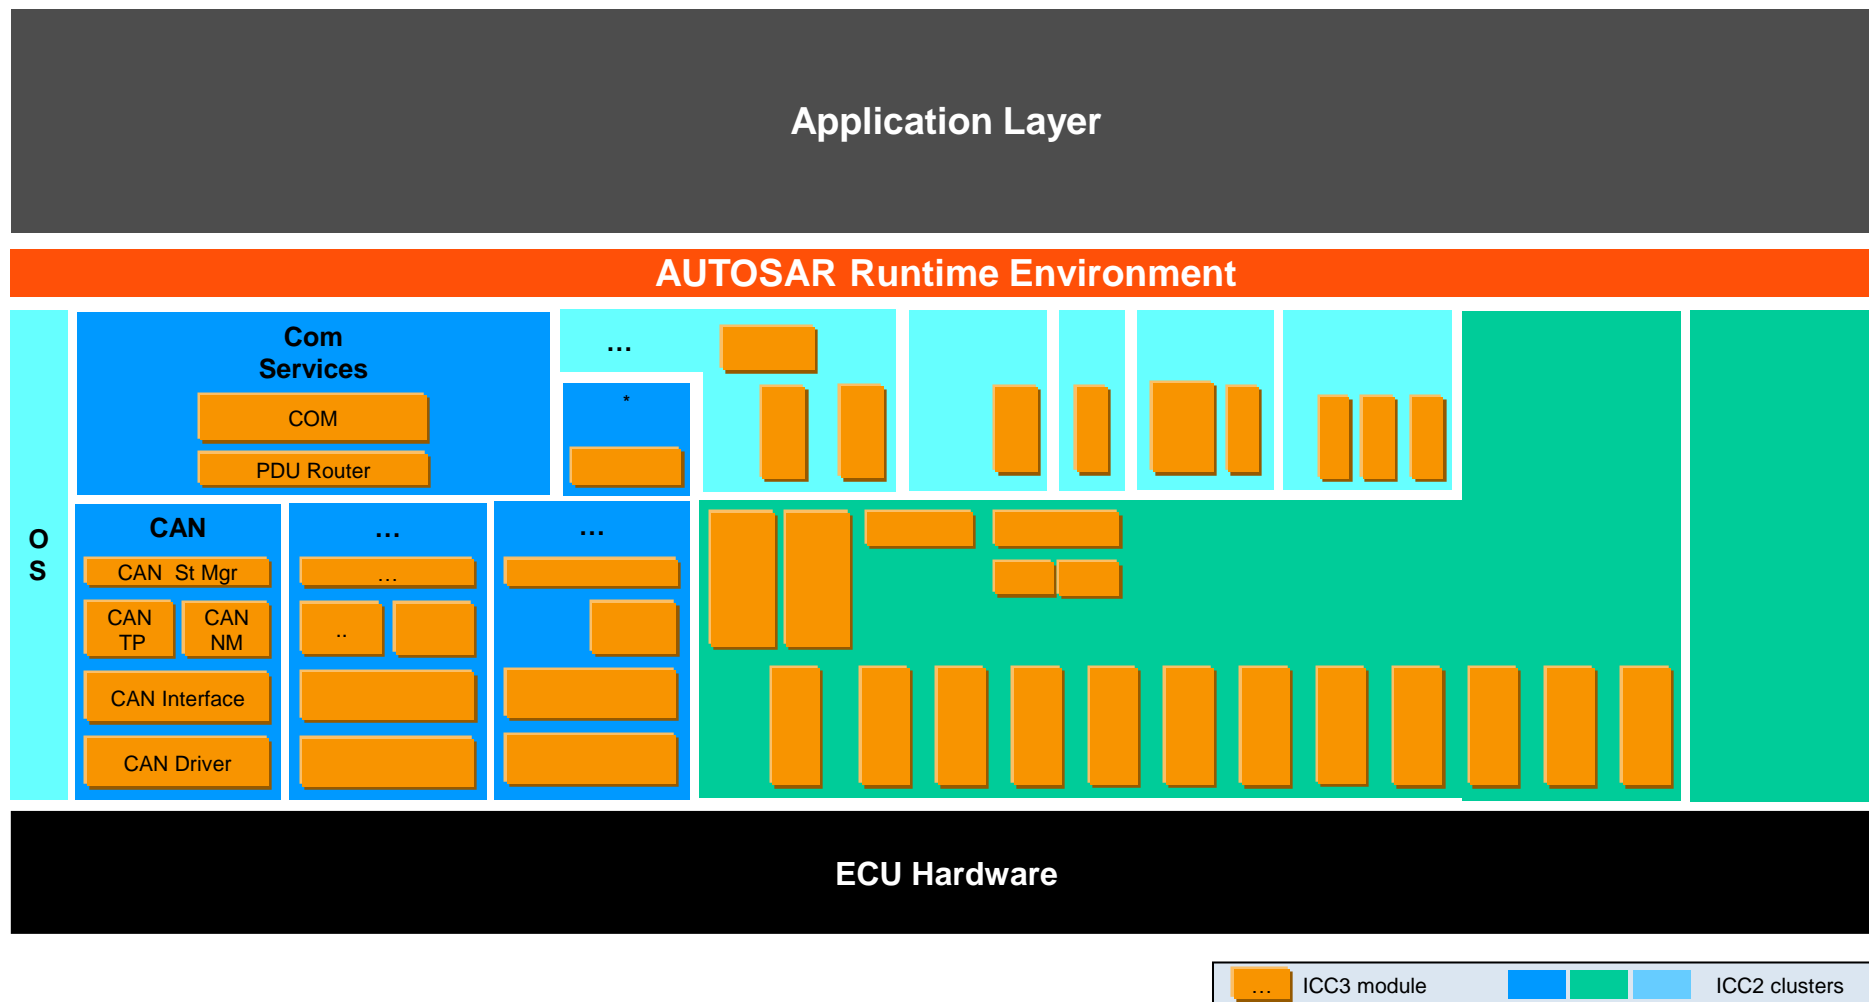 Application Layer
AUTOSAR Runtime Environment
O
S
Com
Services
COM
PDU Router
…
*
CAN
CAN St Mgr
CAN
TP
CAN
NM
CAN Interface
CAN Driver
…
…
..
…
ECU Hardware
… ICC3 module
ICC2 clusters